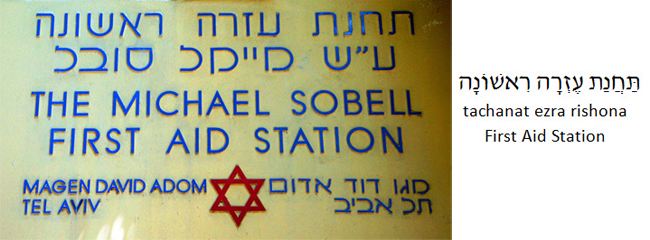 תחנת עזרה ראשונה
ע״ש מייקל סובל
THE MICHAEL SOBELL
FIRST AID STATION
MAGEN DAVID ADOM מגן דוד אדום
TEL AVIV תל אביב
תַּחֲנַת עֶזְרָה רִאשׁוֹנָה
tachanat ezra rishona
First Aid Station